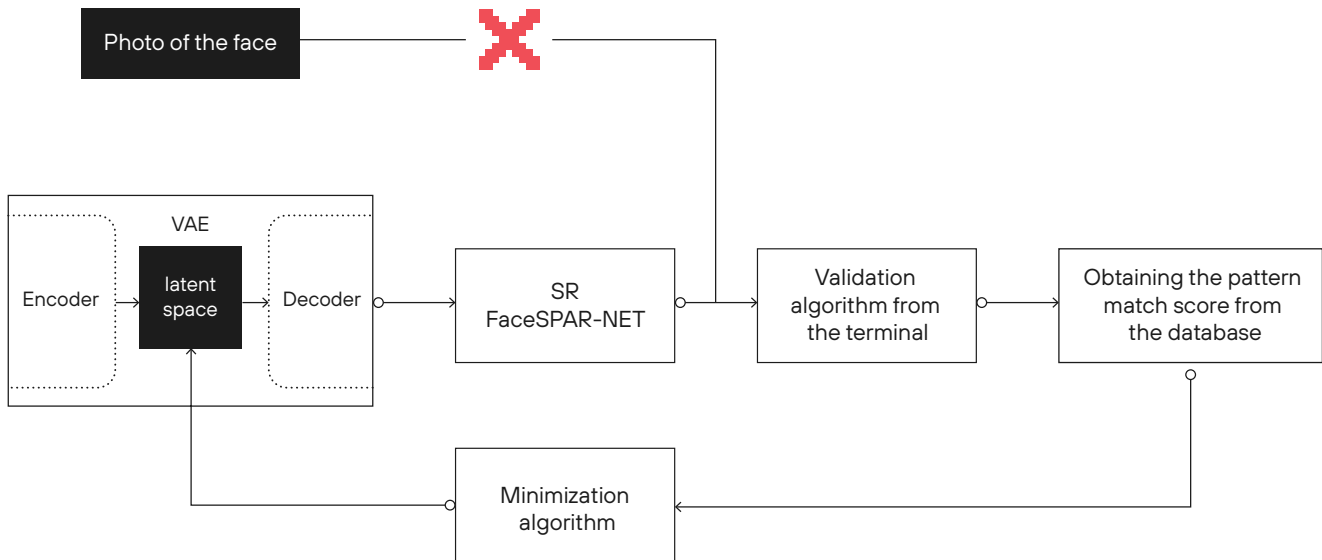 Photo of the face
VAE
Encoder
latent
space
Decoder
SR
FaceSPAR-NET
Validation
algorithm from
the terminal
Obtaining the pattern
match score from
the database
Minimization
algorithm